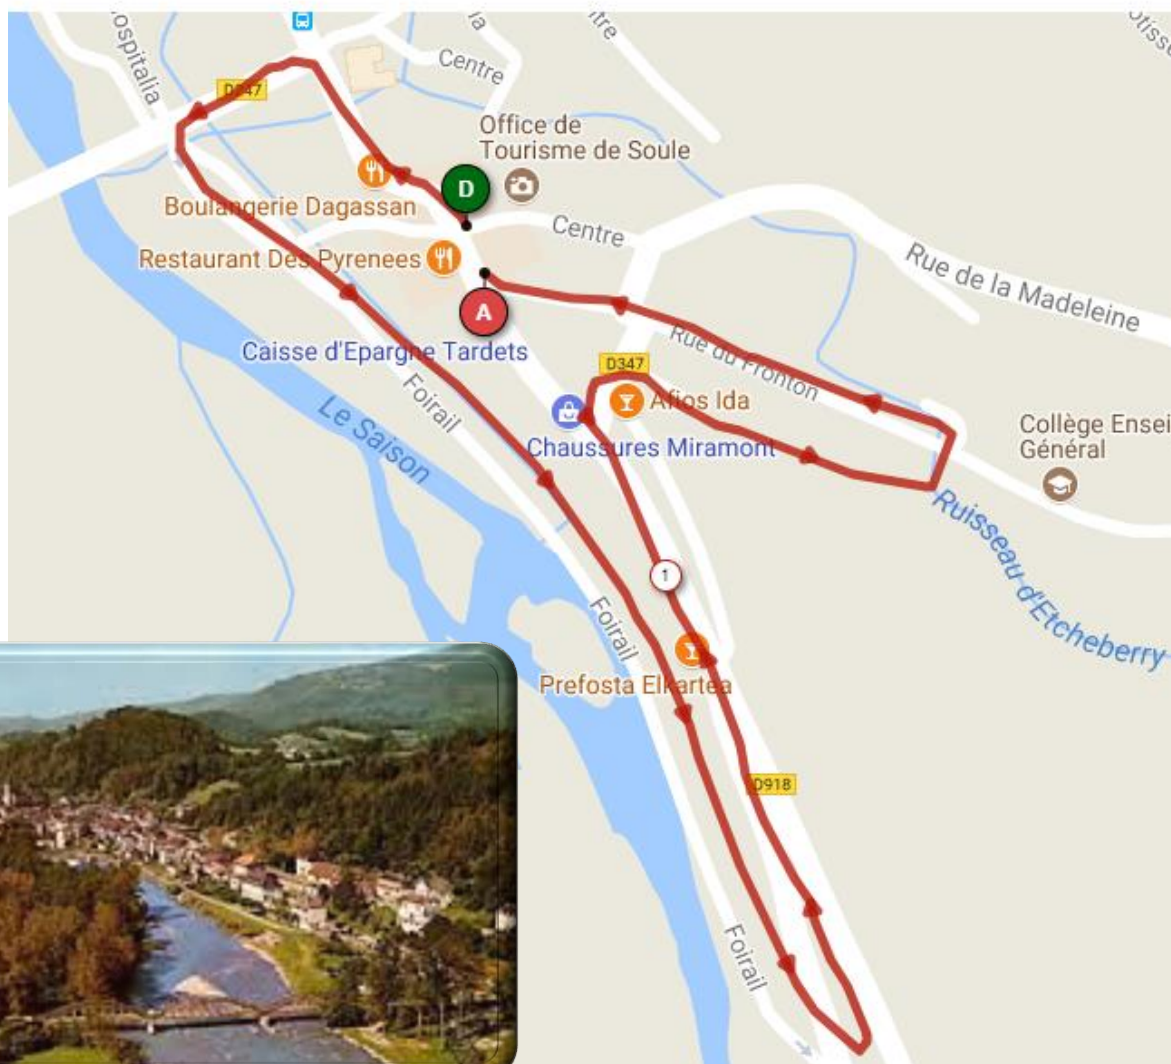 Hospitalia
Centre
D247
Office de
Tourisme de Soule
D
Boulangerie Dagassan
Centre
Restaurant Des Pyrenees
Rue de la Madeleine
A
Caisse d'Epargne Tardets
D347
Rue du Fronton
Foirail
Afios Ida
Le Saison
Chaussures Miramont
Collège Ensei
Général
Ruisseau d'Etcheberry
1
Foirail
Prefosta Elkartea
D918
Foirail